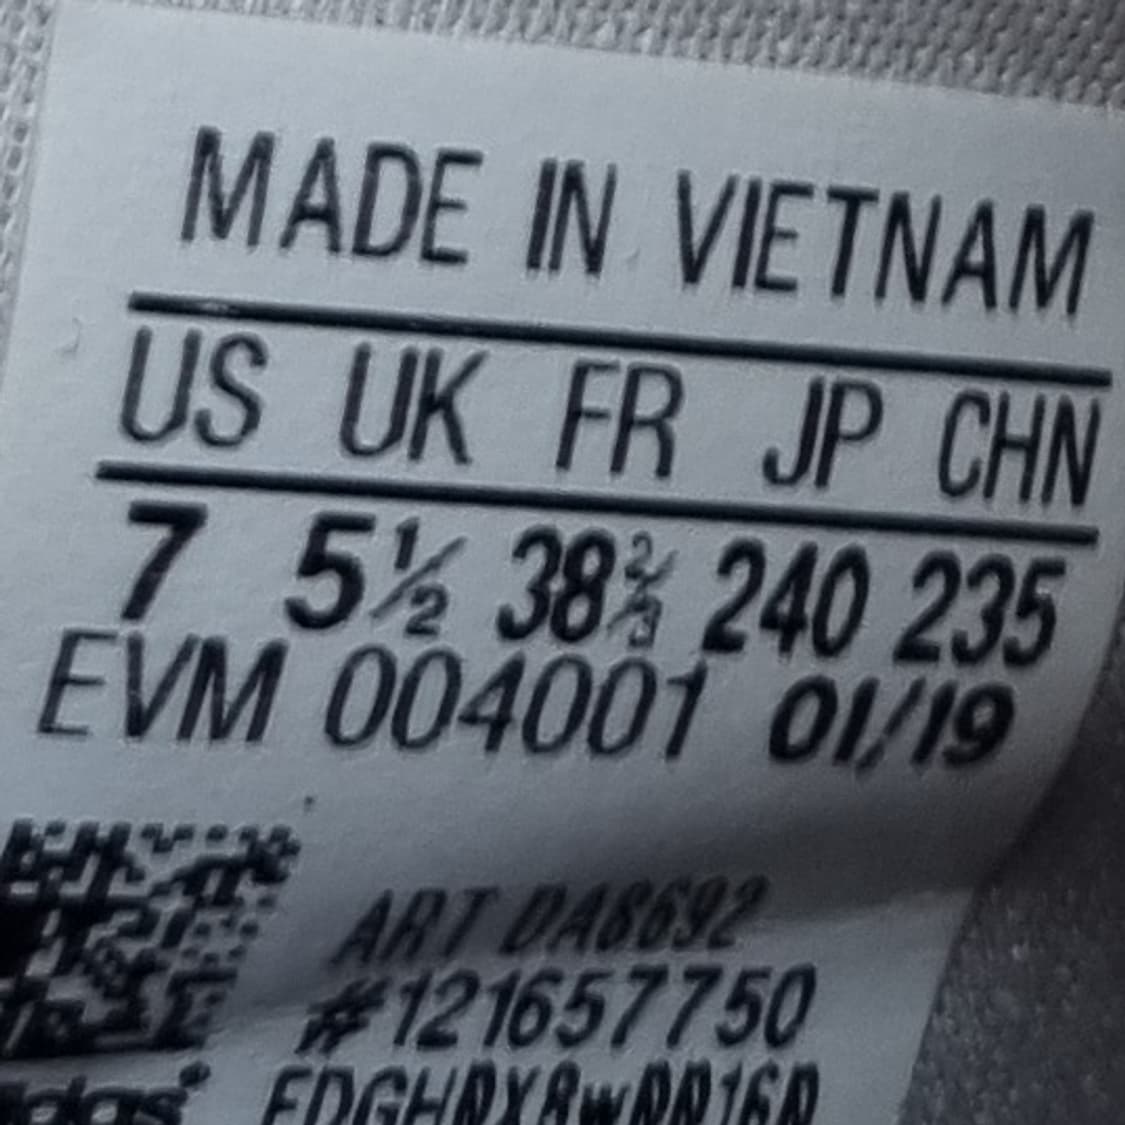 MADE IN VIETNAM
US UK FR JP CHN
7 5½ 38⅔ 240 235
EVM 004001 01/19
ART DA8692
#121657750